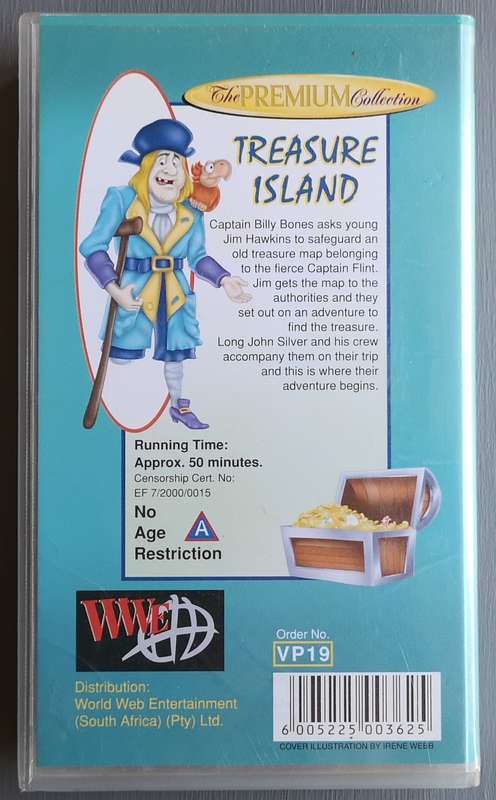 The PREMIUM Collection
TREASURE
ISLAND
Captain Billy Bones asks young
Jim Hawkins to safeguard an
old treasure map belonging
to the fierce Captain Flint.
Jim gets the map to the
authorities and they
set out on an adventure to
find the treasure.
Long John Silver and his crew
accompany them on their trip
and this is where their
adventure begins.
Running Time:
Approx. 50 minutes.
Censorship Cert. No:
EF 7/2000/0015
No
Age A
Restriction
WWE
Order No.
VP19
Distribution:
World Web Entertainment
(South Africa) (Pty) Ltd.
6 005225 003625
COVER ILLUSTRATION BY IRENE WEBB